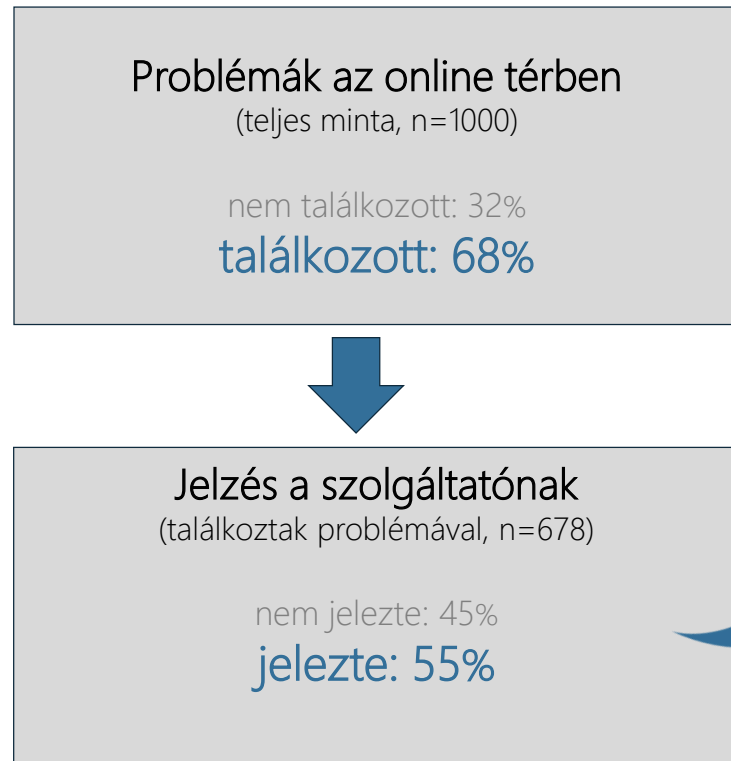 Problémák az online térben
(teljes minta, n=1000)
nem találkozott: 32%
találkozott: 68%
Jelzés a szolgáltatónak
(találkoztak problémával, n=678)
nem jelezte: 45%
jelezte: 55%